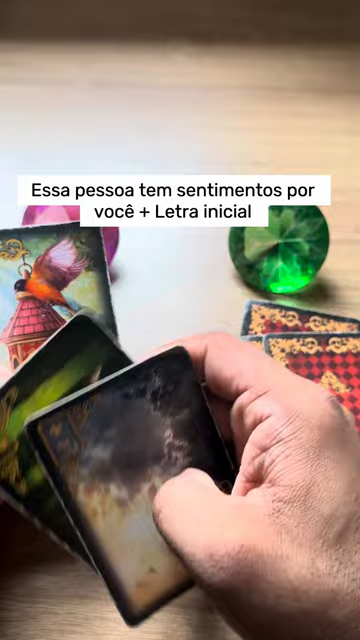 Essa pessoa tem sentimentos por
você + Letra inicial